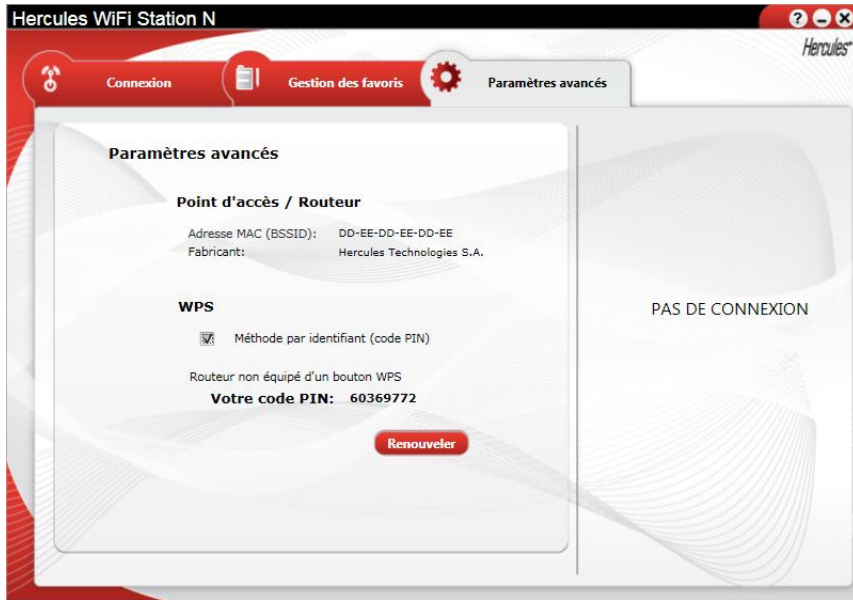 Hercules WiFi Station N
? – X
Hercules
Connexion
Gestion des favoris
Paramètres avancés
Paramètres avancés
Point d'accès / Routeur
Adresse MAC (BSSID): DD-EE-DD-EE-DD-EE
Fabricant: Hercules Technologies S.A.
WPS
Méthode par identifiant (code PIN)
Routeur non équipé d'un bouton WPS
Votre code PIN: 60369772
Renouveler
PAS DE CONNEXION